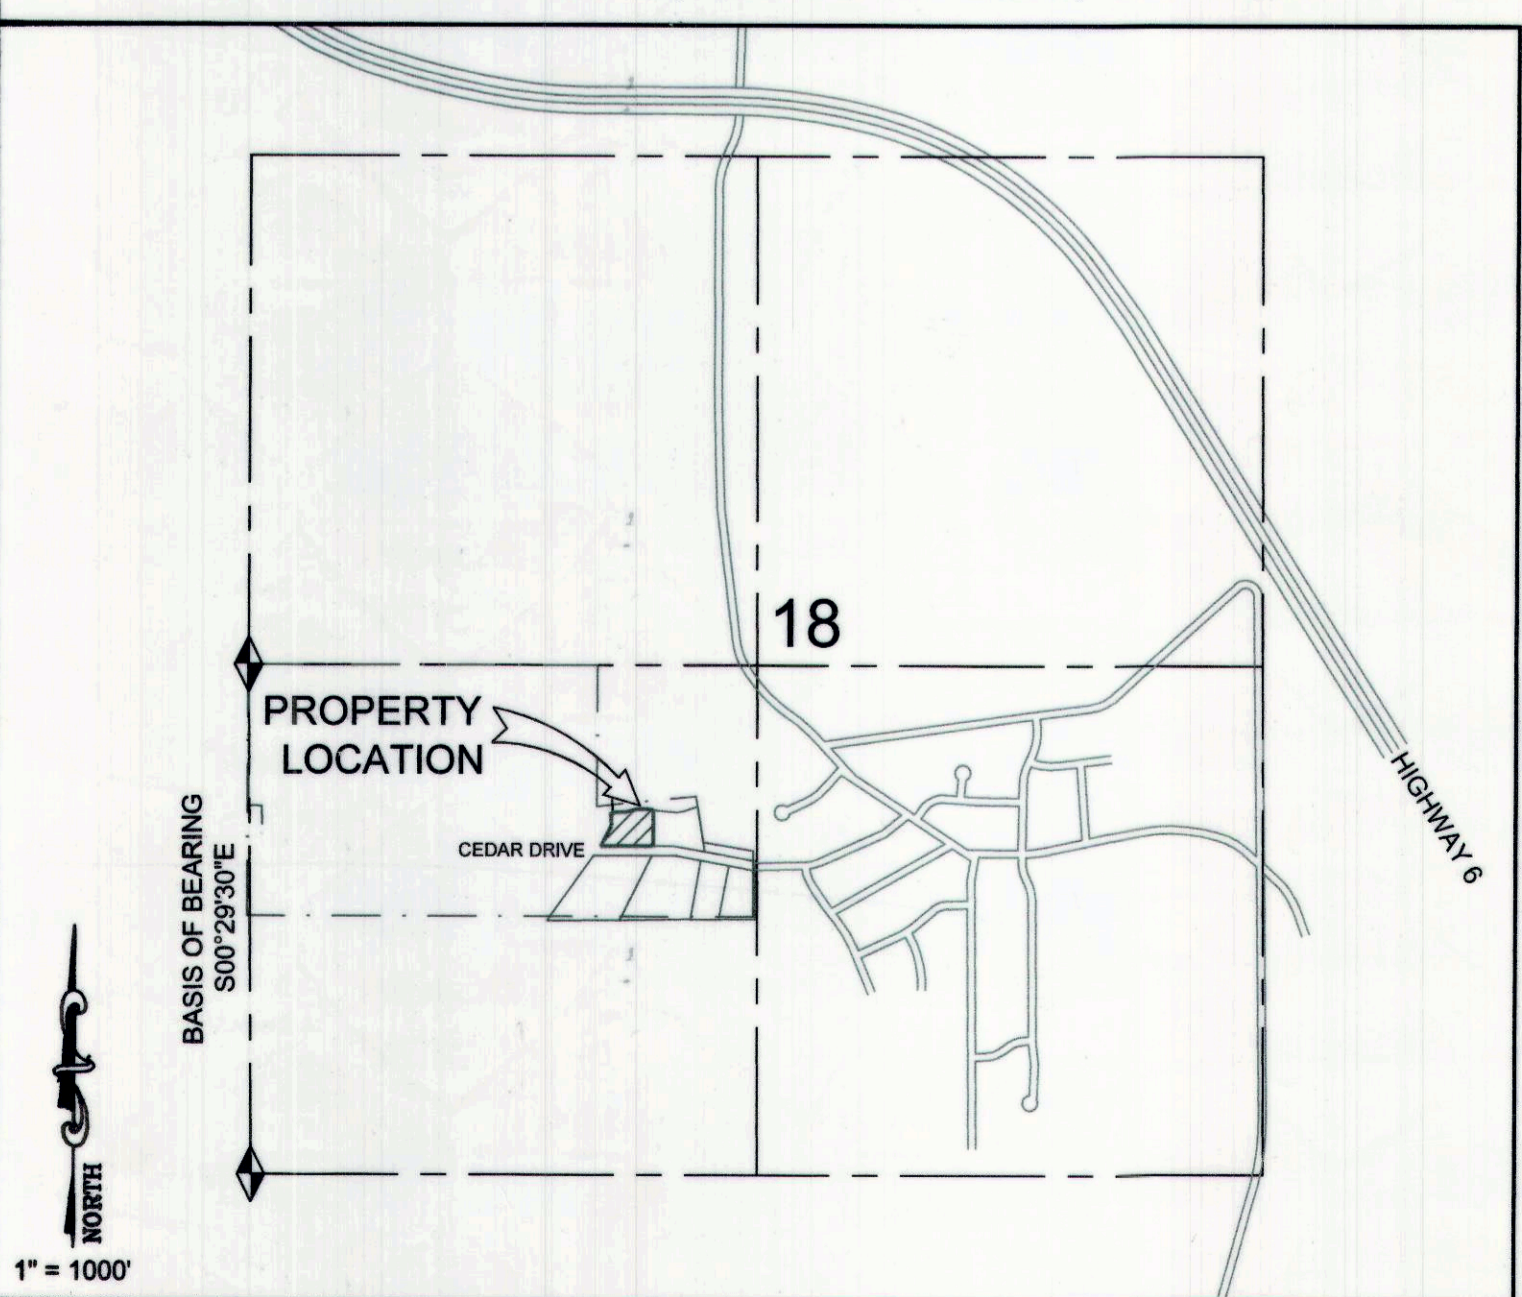 18
PROPERTY
LOCATION
CEDAR DRIVE
BASIS OF BEARING
S00°29'30"E
HIGHWAY 6
NORTH
1" = 1000'